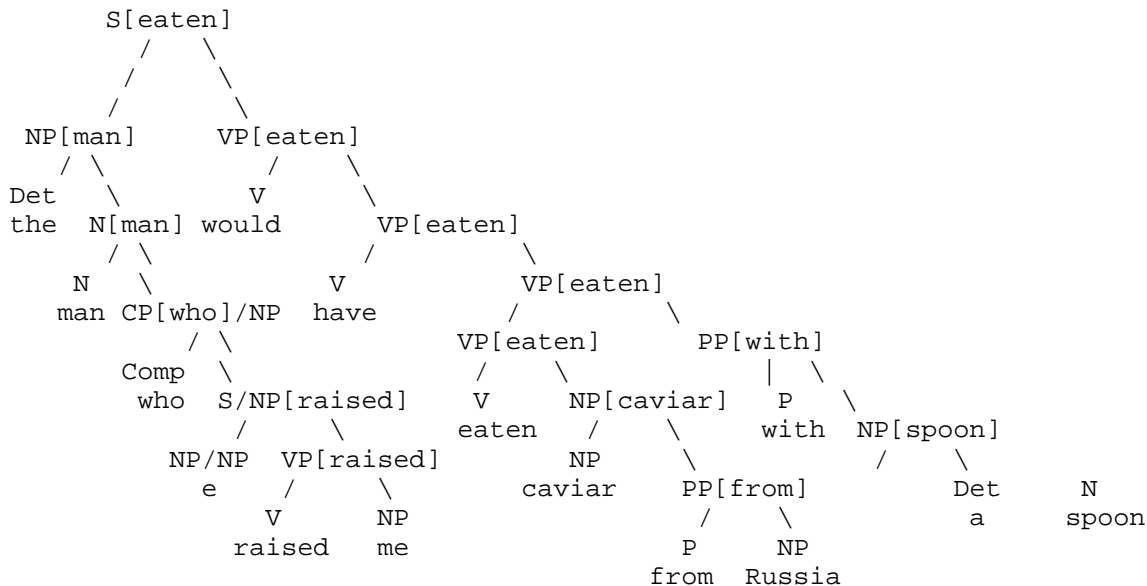 S[eaten]
NP[man] VP[eaten]
Det V
the N[man] would VP[eaten]
N V VP[eaten]
man CP[who]/NP have
VP[eaten] PP[with]
Comp V NP[caviar] P
who S/NP[raised] eaten with NP[spoon]
NP/NP VP[raised] NP
e caviar PP[from] Det N
V NP a spoon
raised me P NP
from Russia